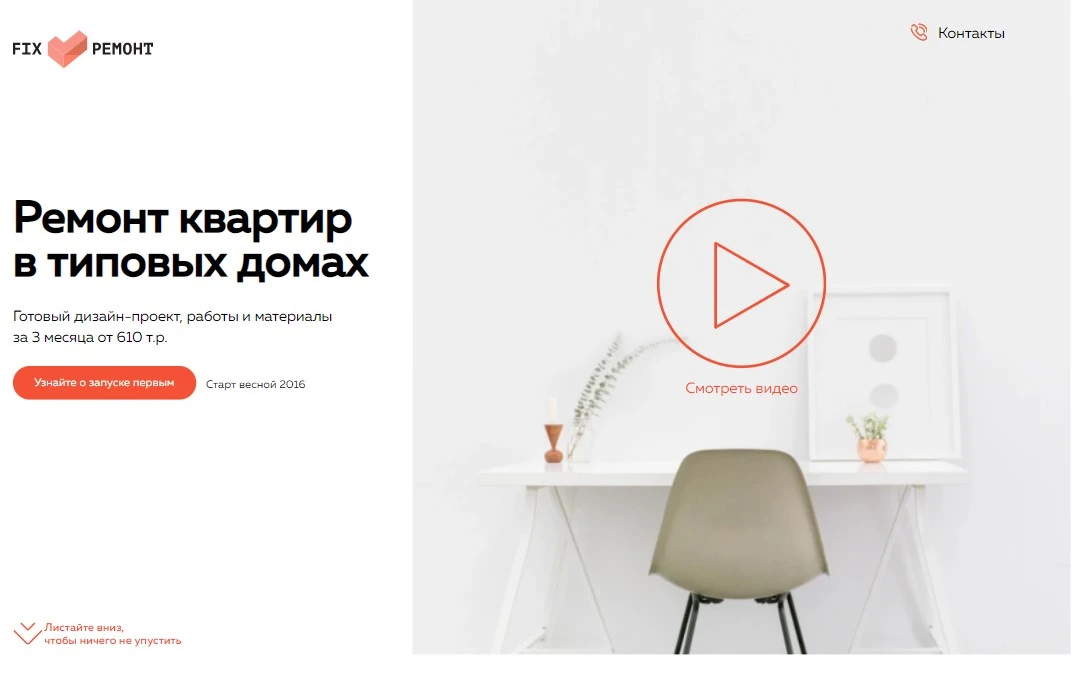 FIX РЕМОНТ
Контакты
Ремонт квартир
в типовых домах
Готовый дизайн-проект, работы и материалы
за 3 месяца от 610 т.р.
Узнайте о запуске первым
Старт весной 2016
Смотреть видео
Листайте вниз,
чтобы ничего не упустить